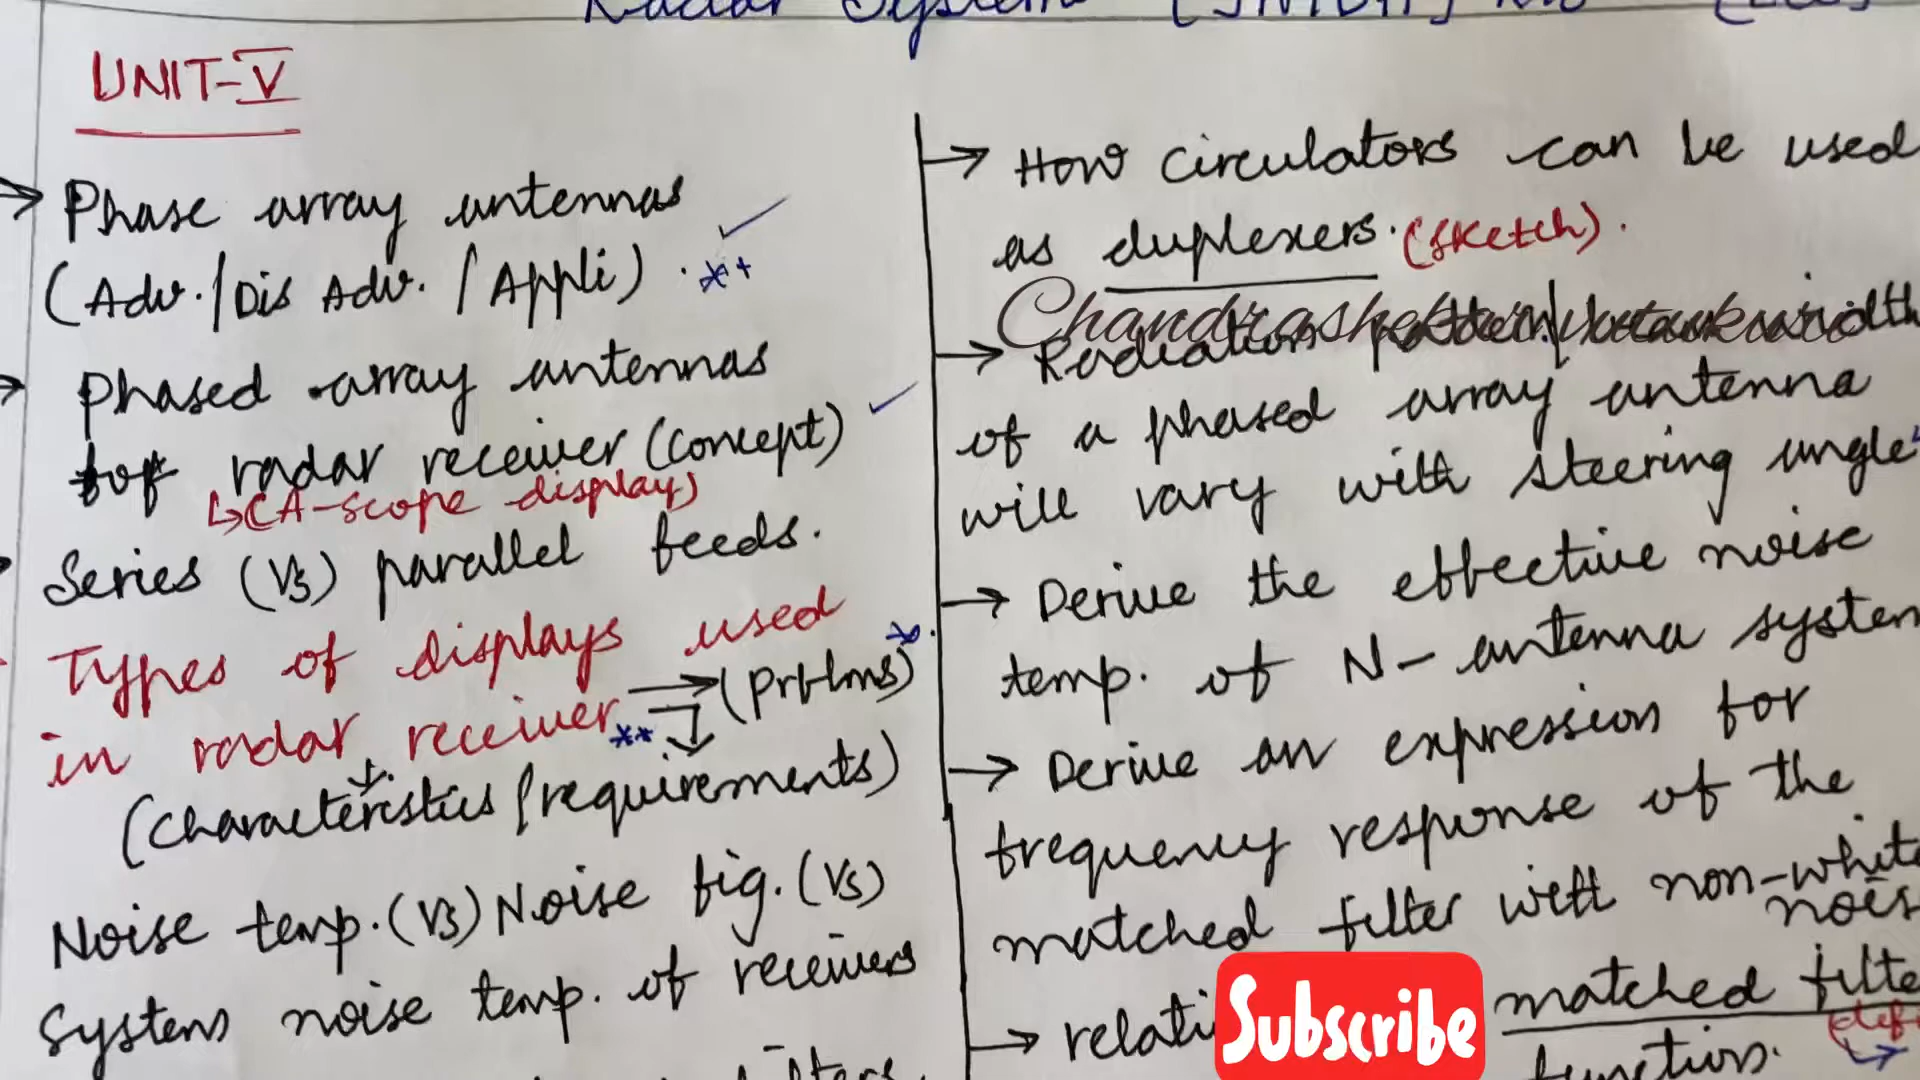 Radar Systems
UNIT-V
→ Phase array antennas
(Adv./Dis Adv./Appli) . *+
→ Phased array antennas
for radar receiver (concept)
↳(A-scope display)
Series (Vs) parallel feeds.
Types of displays used
in radar receiver ** → (Prblms) *
(Characteristics/requirements)
Noise temp. (Vs) Noise fig. (Vs)
System noise temp. of receivers
→ How circulators can be used
as duplexers. (sketch).
→ Radiation pattern/beamwidth
of a phased array antenna
will vary with steering angle
→ Derive the effective noise
temp. of N-antenna system
→ Derive an expression for
frequency response of the
matched filter with non-white
noise
→ matched filter
function.
Subscribe